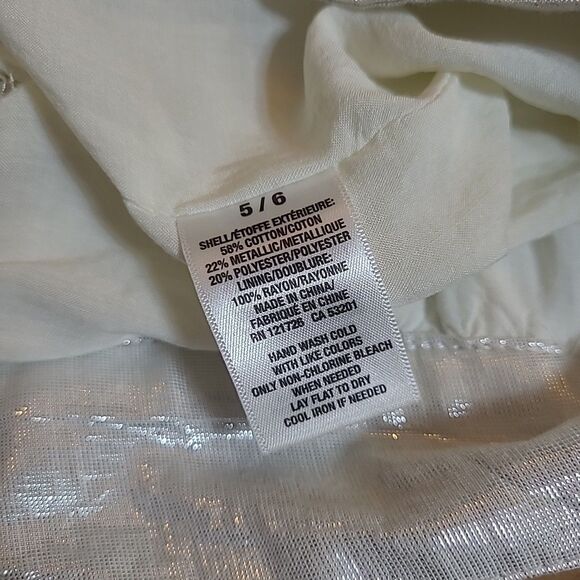 5 / 6
SHELL/ÉTOFFE EXTÉRIEURE:
58% COTTON/COTON
22% METALLIC/METALLIQUE
20% POLYESTER/POLYESTER
LINING/DOUBLURE:
100% RAYON/RAYONNE
MADE IN CHINA/
FABRIQUÉ EN CHINE
RN 121726 CA 53201
HAND WASH COLD
WITH LIKE COLORS
ONLY NON-CHLORINE BLEACH
WHEN NEEDED
LAY FLAT TO DRY
COOL IRON IF NEEDED